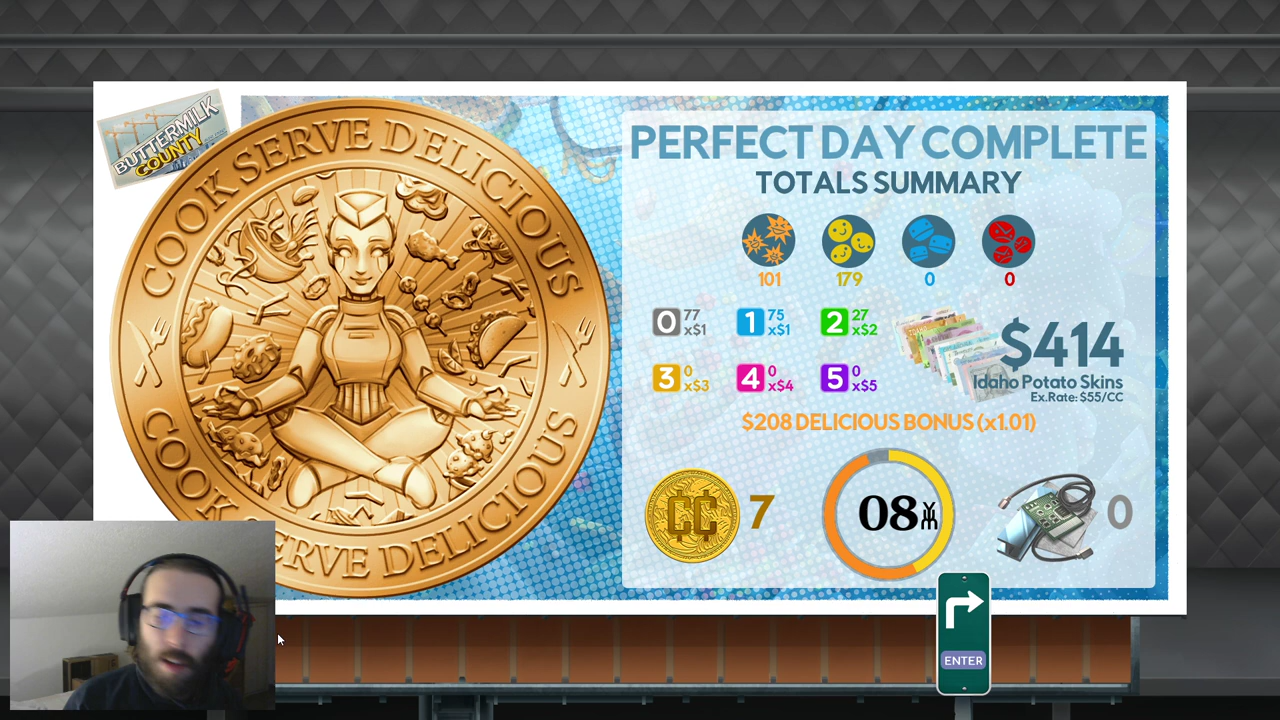 BUTTERMILK
COUNTY
COOK SERVE DELICIOUS
COOK SERVE DELICIOUS
PERFECT DAY COMPLETE
TOTALS SUMMARY
101
179
0
0
0 77 x$1
1 75 x$1
2 27 x$2
3 0 x$3
4 0 x$4
5 0 x$5
$414
Idaho Potato Skins
Ex.Rate: $55/CC
$208 DELICIOUS BONUS (x1.01)
CC
7
08
0
ENTER